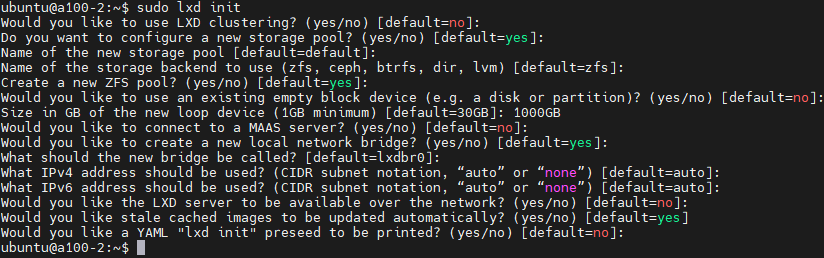 ubuntu@a100-2:~$ sudo lxd init
Would you like to use LXD clustering? (yes/no) [default=no]:
Do you want to configure a new storage pool? (yes/no) [default=yes]:
Name of the new storage pool [default=default]:
Name of the storage backend to use (zfs, ceph, btrfs, dir, lvm) [default=zfs]:
Create a new ZFS pool? (yes/no) [default=yes]:
Would you like to use an existing empty block device (e.g. a disk or partition)? (yes/no) [default=no]:
Size in GB of the new loop device (1GB minimum) [default=30GB]: 1000GB
Would you like to connect to a MAAS server? (yes/no) [default=no]:
Would you like to create a new local network bridge? (yes/no) [default=yes]:
What should the new bridge be called? [default=lxdbr0]:
What IPv4 address should be used? (CIDR subnet notation, “auto” or “none”) [default=auto]:
What IPv6 address should be used? (CIDR subnet notation, “auto” or “none”) [default=auto]:
Would you like the LXD server to be available over the network? (yes/no) [default=no]:
Would you like stale cached images to be updated automatically? (yes/no) [default=yes]
Would you like a YAML "lxd init" preseed to be printed? (yes/no) [default=no]:
ubuntu@a100-2:~$